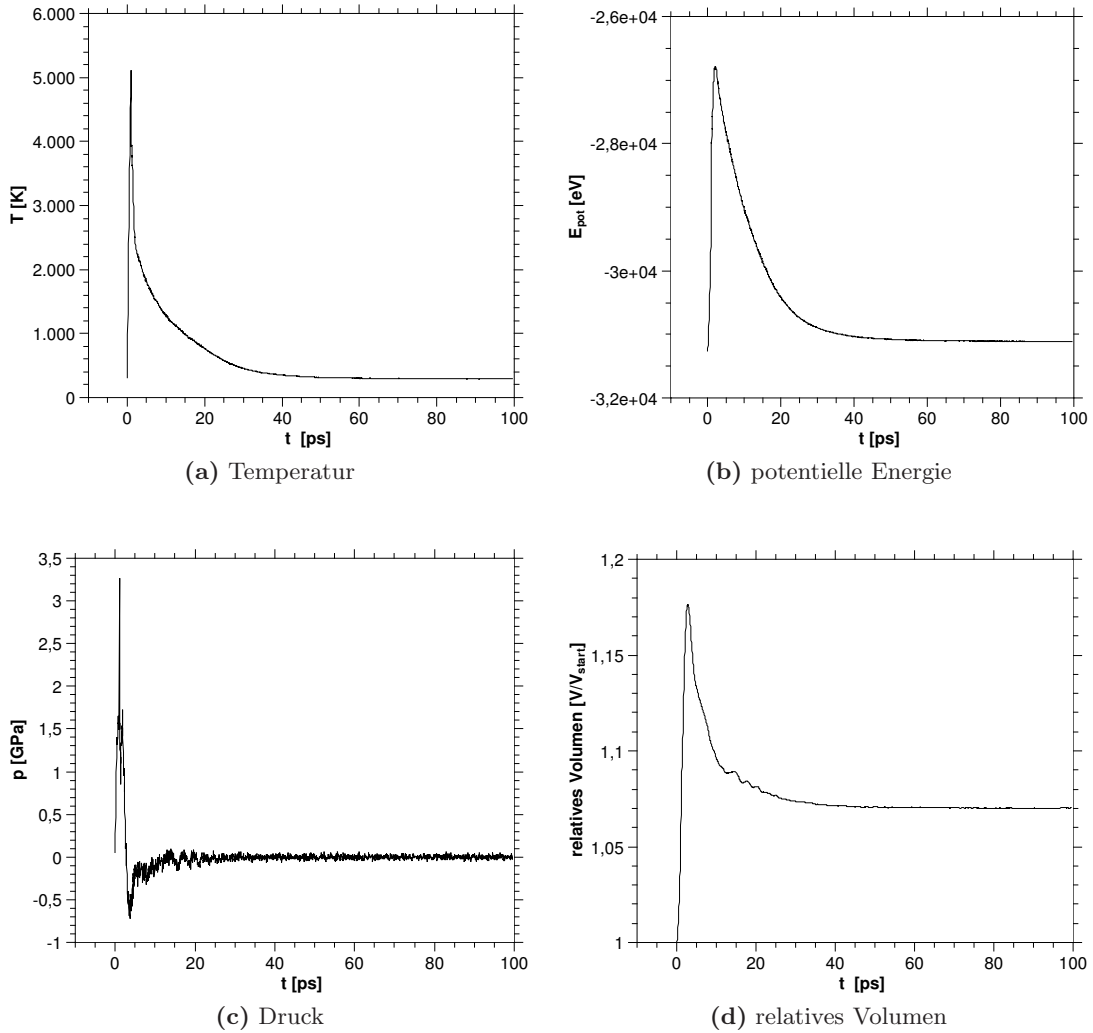 6.000
5.000
4.000
3.000
2.000
1.000
0
T [K]
0
20
40
60
80
100
t [ps]
(a) Temperatur
-2,6e+04
-2,8e+04
-3e+04
-3,2e+04
E_pot [eV]
0
20
40
60
80
100
t [ps]
(b) potentielle Energie
3,5
3
2,5
2
1,5
1
0,5
0
-0,5
-1
p [GPa]
0
20
40
60
80
100
t [ps]
(c) Druck
1,2
1,15
1,1
1,05
1
relatives Volumen [V/V_start]
0
20
40
60
80
100
t [ps]
(d) relatives Volumen